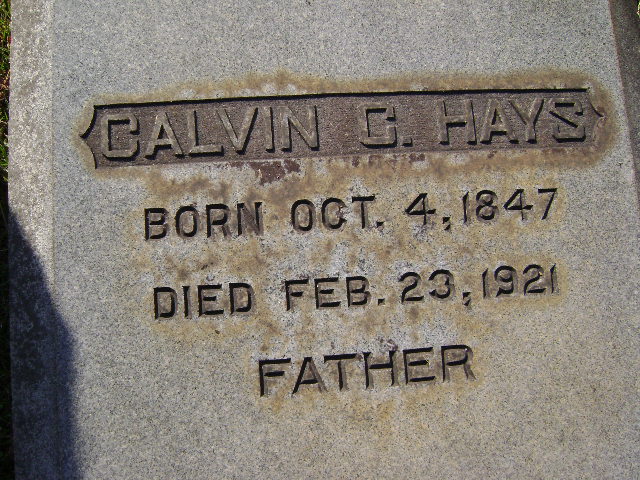 CALVIN C. HAYS
BORN OCT. 4, 1847
DIED FEB. 23, 1921
FATHER